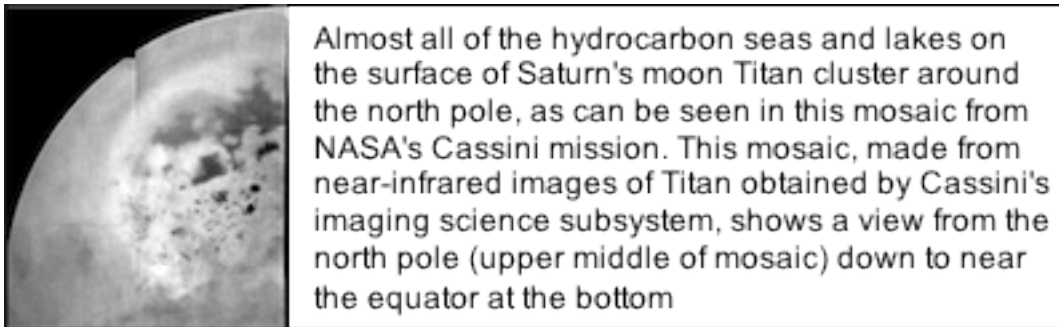 Almost all of the hydrocarbon seas and lakes on
the surface of Saturn's moon Titan cluster around
the north pole, as can be seen in this mosaic from
NASA's Cassini mission. This mosaic, made from
near-infrared images of Titan obtained by Cassini's
imaging science subsystem, shows a view from the
north pole (upper middle of mosaic) down to near
the equator at the bottom